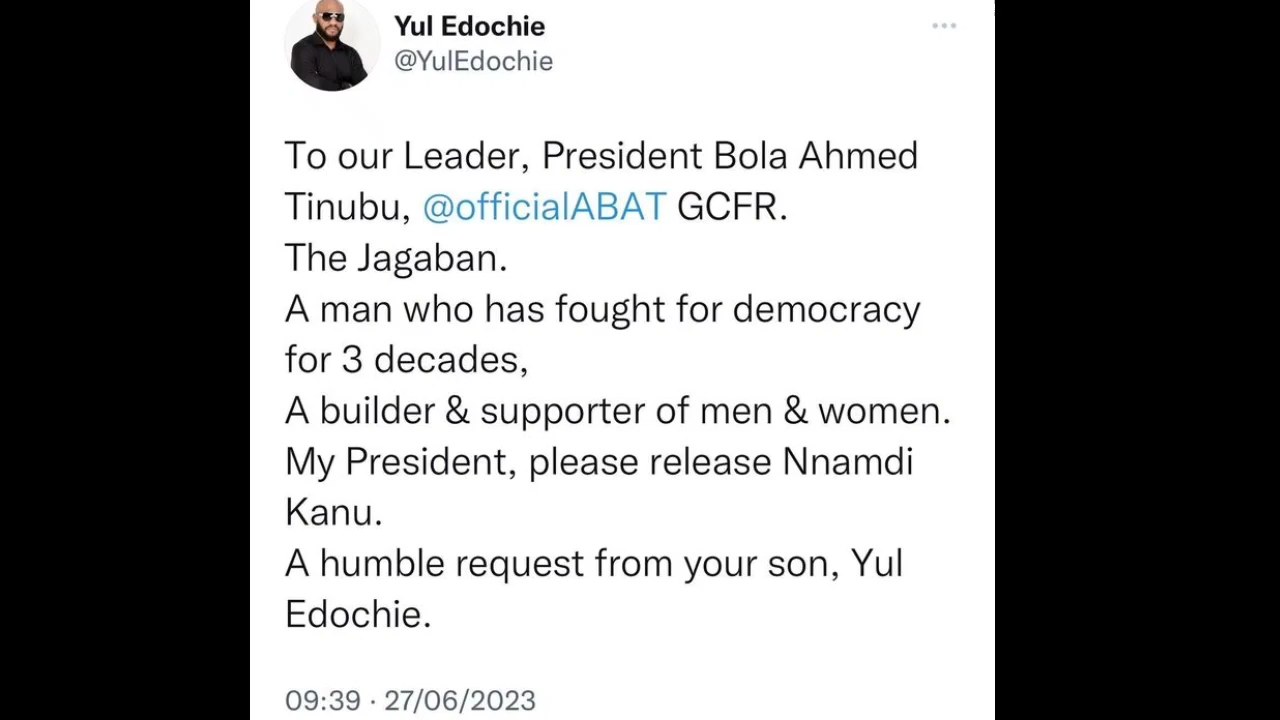 Yul Edochie
@YulEdochie
To our Leader, President Bola Ahmed
Tinubu, @officialABAT GCFR.
The Jagaban.
A man who has fought for democracy
for 3 decades,
A builder & supporter of men & women.
My President, please release Nnamdi
Kanu.
A humble request from your son, Yul
Edochie.
09:39 · 27/06/2023